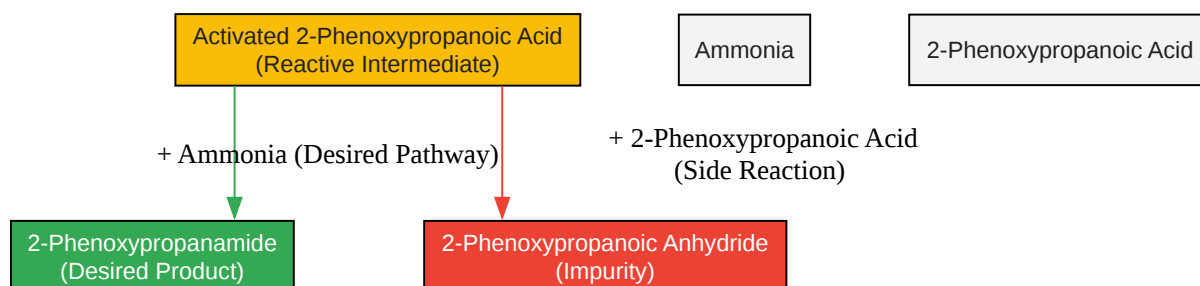 Activated 2-Phenoxypropanoic Acid
(Reactive Intermediate)
Ammonia
2-Phenoxypropanoic Acid
+ Ammonia (Desired Pathway)
+ 2-Phenoxypropanoic Acid
(Side Reaction)
2-Phenoxypropanamide
(Desired Product)
2-Phenoxypropanoic Anhydride
(Impurity)